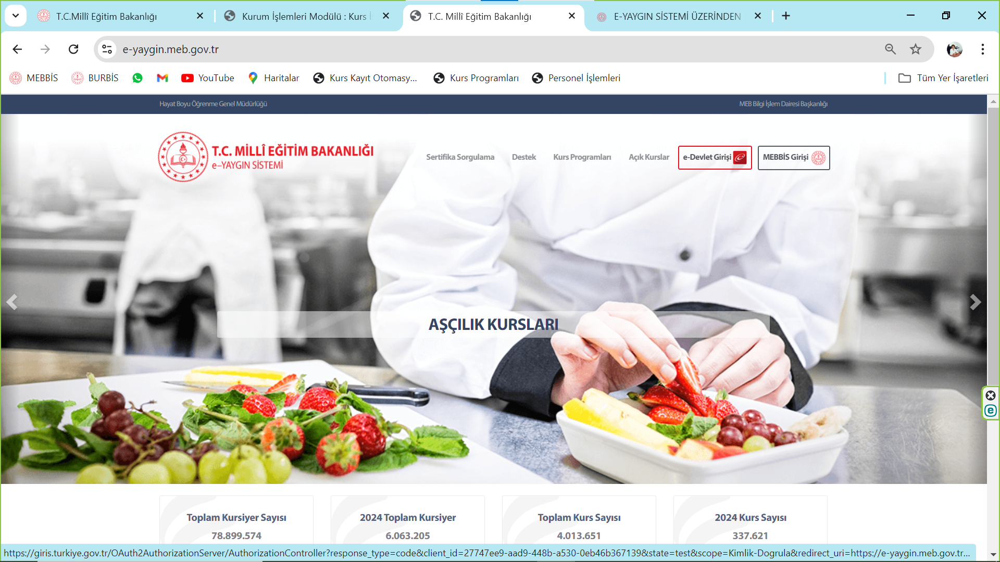 T.C.Millî Eğitim Bakanlığı
Kurum İşlemleri Modülü : Kurs İ
T.C. Millî Eğitim Bakanlığı
E-YAYGIN SİSTEMİ ÜZERİNDEN
e-yaygin.meb.gov.tr
MEBBİS
BURBİS
YouTube
Haritalar
Kurs Kayıt Otomasy...
Kurs Programları
Personel İşlemleri
Tüm Yer İşaretleri
Hayat Boyu Öğrenme Genel Müdürlüğü
MEB Bilgi İşlem Dairesi Başkanlığı
T.C. MİLLÎ EĞİTİM BAKANLIĞI
e-YAYGIN SİSTEMİ
Sertifika Sorgulama
Destek
Kurs Programları
Açık Kurslar
e-Devlet Girişi
MEBBİS Girişi
AŞÇILIK KURSLARI
Toplam Kursiyer Sayısı
78.899.574
2024 Toplam Kursiyer
6.063.205
Toplam Kurs Sayısı
4.013.651
2024 Kurs Sayısı
337.621
https://giris.turkiye.gov.tr/OAuth2AuthorizationServer/AuthorizationController?response_type=code&client_id=27747ee9-aad9-448b-a530-0eb46b367139&state=test&scope=Kimlik-Dogrula&redirect_uri=https://e-yaygin.meb.gov.tr...